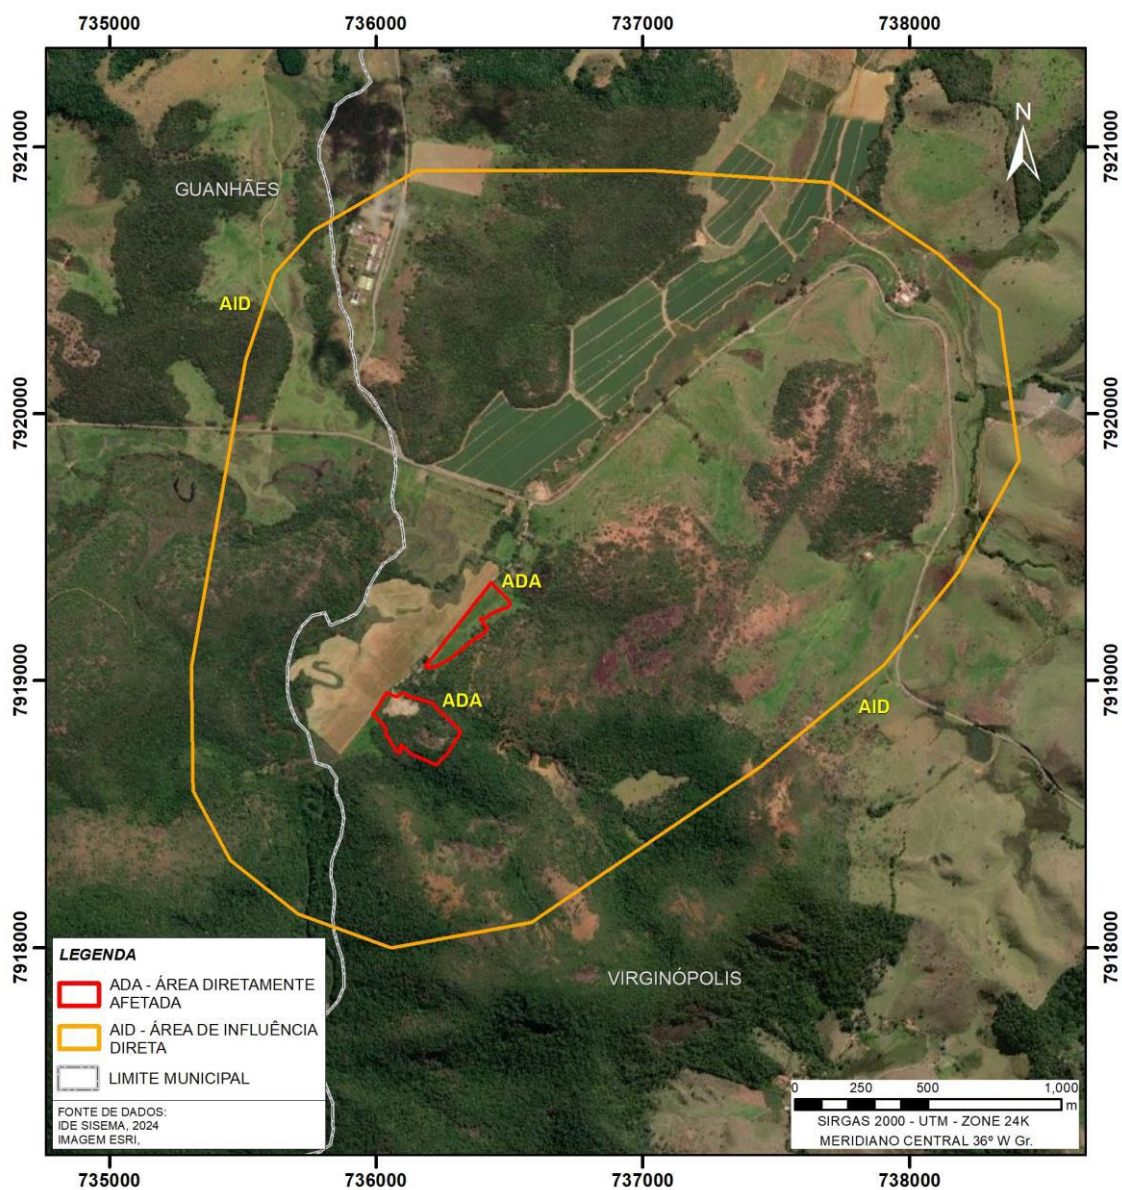 735000
736000
737000
738000
N
7921000
7921000
GUANHÃES
AID
7920000
7920000
ADA
7919000
7919000
ADA
AID
7918000
7918000
VIRGINÓPOLIS
LEGENDA
ADA - ÁREA DIRETAMENTE
AFETADA
AID - ÁREA DE INFLUÊNCIA
DIRETA
LIMITE MUNICIPAL
FONTE DE DADOS:
IDE SISEMA, 2024
IMAGEM ESRI,
0 250 500 1,000
m
SIRGAS 2000 - UTM - ZONE 24K
MERIDIANO CENTRAL 36º W Gr.
735000
736000
737000
738000